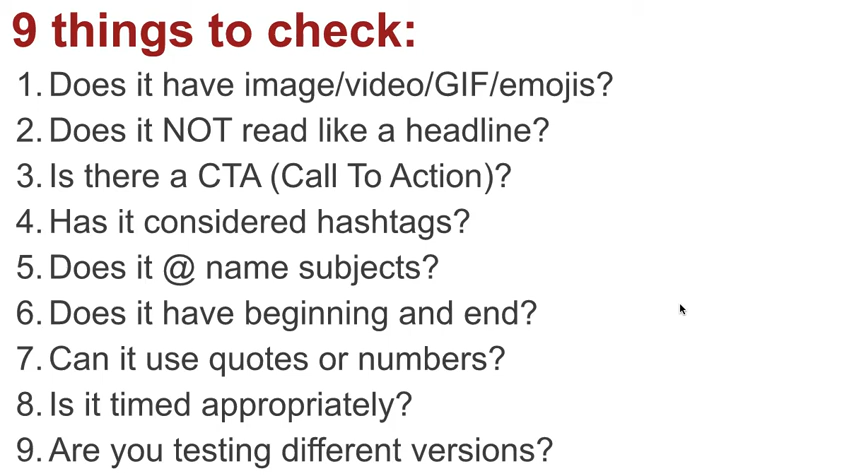 9 things to check:
1. Does it have image/video/GIF/emojis?
2. Does it NOT read like a headline?
3. Is there a CTA (Call To Action)?
4. Has it considered hashtags?
5. Does it @ name subjects?
6. Does it have beginning and end?
7. Can it use quotes or numbers?
8. Is it timed appropriately?
9. Are you testing different versions?